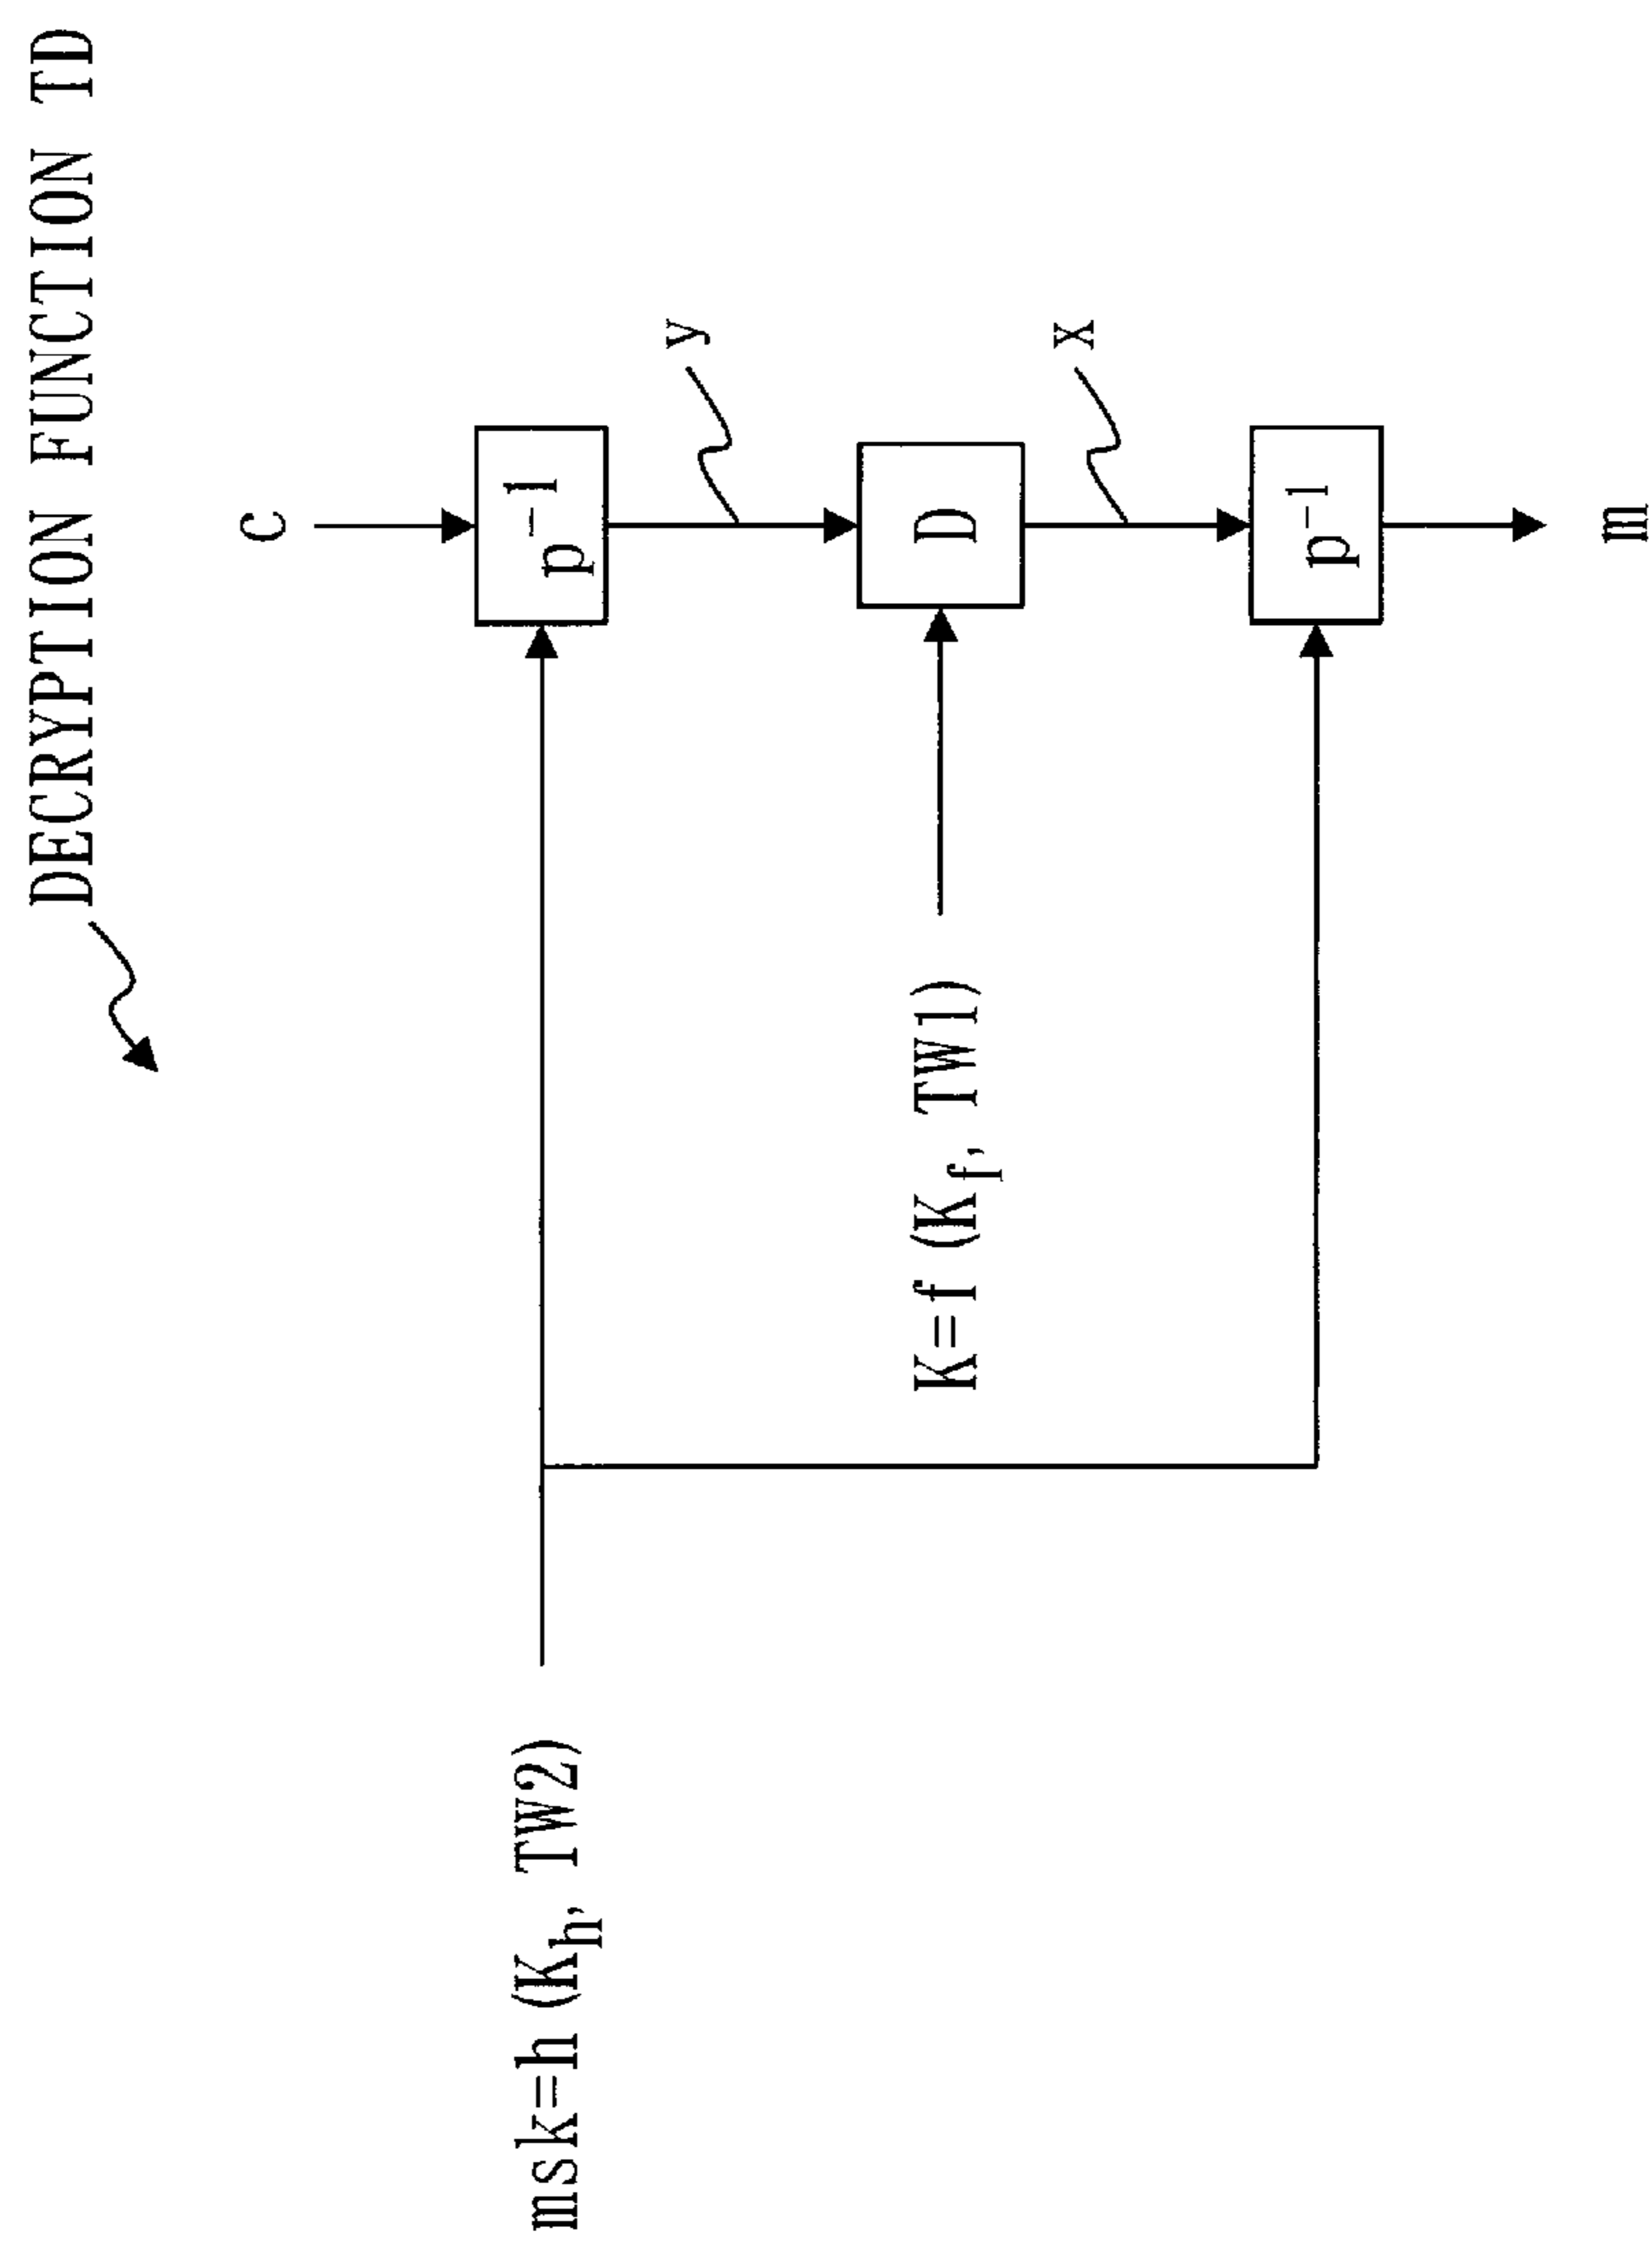 DECRYPTION FUNCTION TD
c
p⁻¹
y
msk=h(K_h, TW2)
D
K=f(K_f, TW1)
x
p⁻¹
m